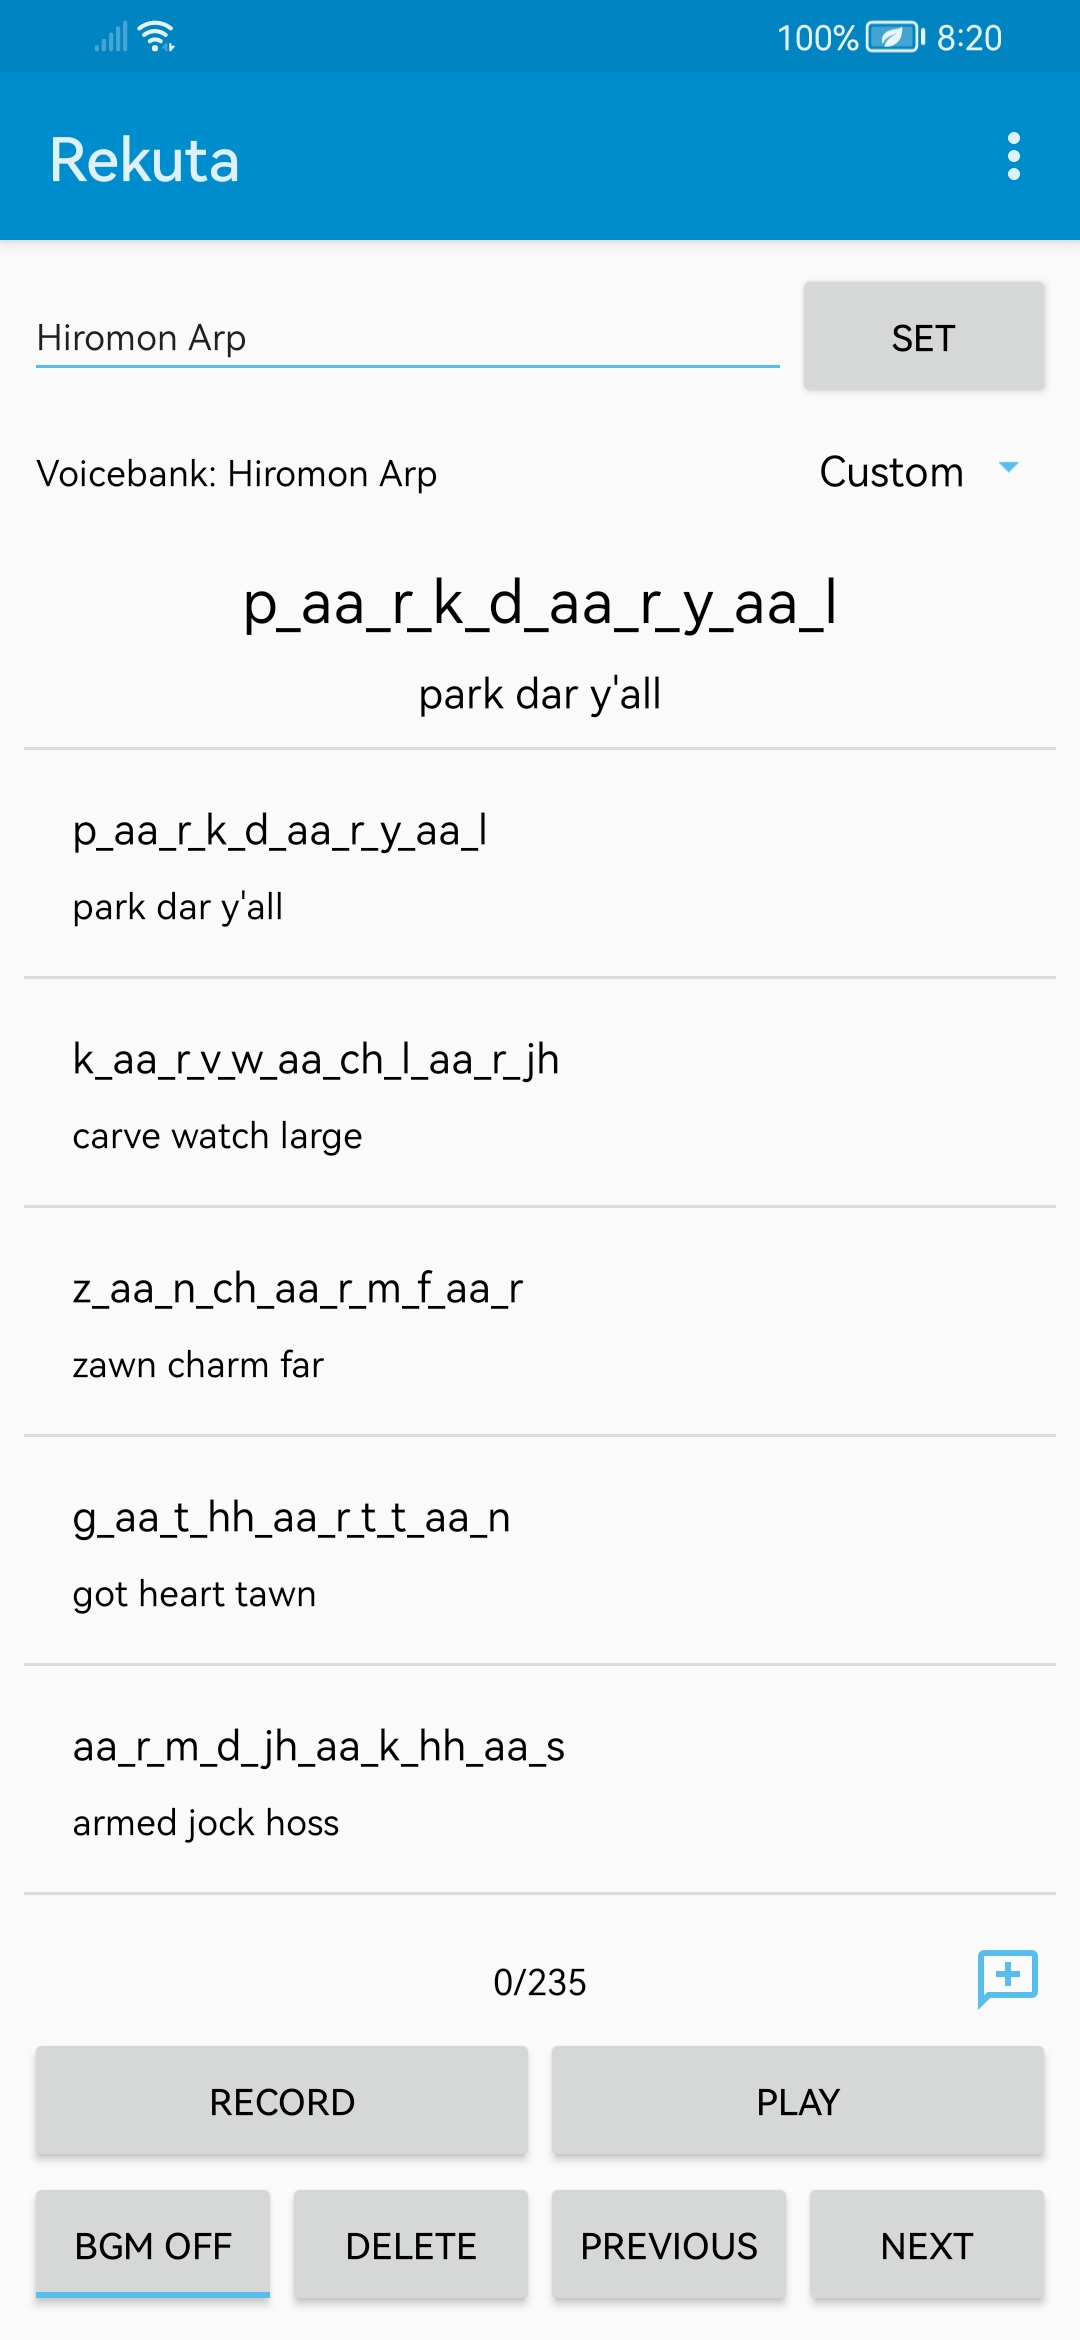 100% 8:20
Rekuta
Hiromon Arp
SET
Voicebank: Hiromon Arp
Custom
p_aa_r_k_d_aa_r_y_aa_l
park dar y'all
p_aa_r_k_d_aa_r_y_aa_l
park dar y'all
k_aa_r_v_w_aa_ch_l_aa_r_jh
carve watch large
z_aa_n_ch_aa_r_m_f_aa_r
zawn charm far
g_aa_t_hh_aa_r_t_t_aa_n
got heart tawn
aa_r_m_d_jh_aa_k_hh_aa_s
armed jock hoss
0/235
RECORD PLAY
BGM OFF DELETE PREVIOUS NEXT